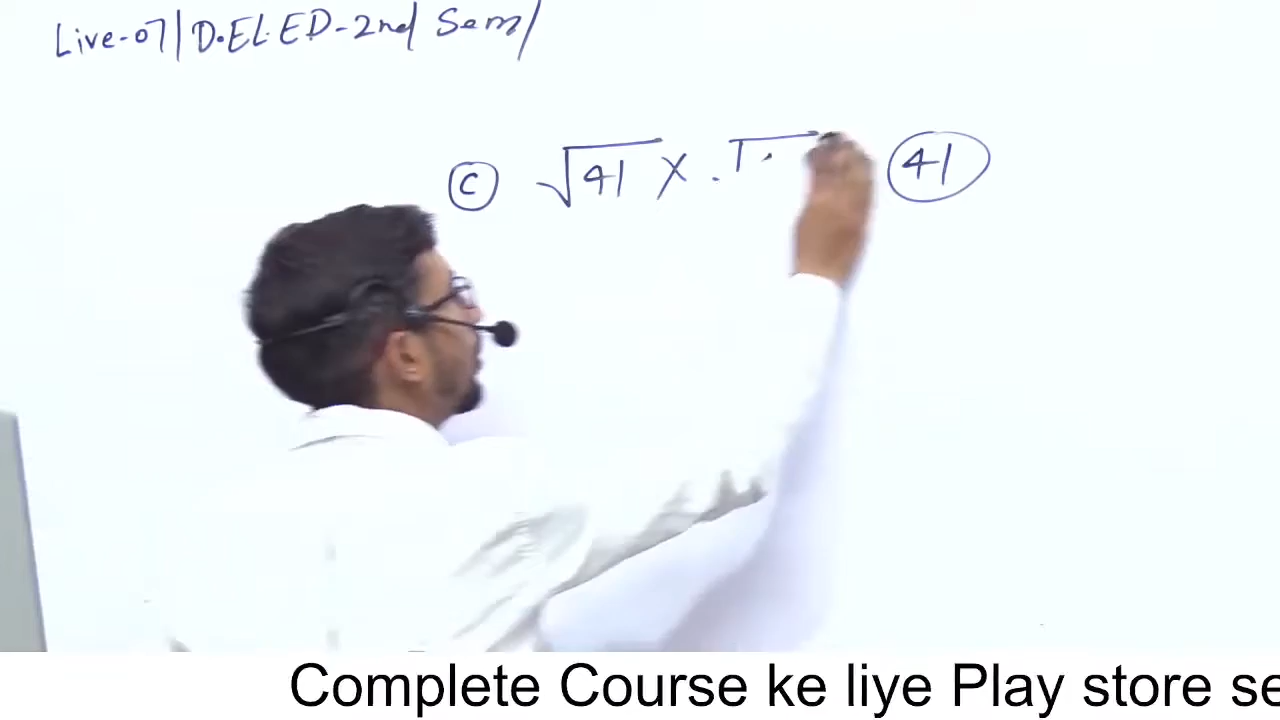 Live-07|D.EL.ED-2nd Sem/
c √41 × 41
Complete Course ke liye Play store se